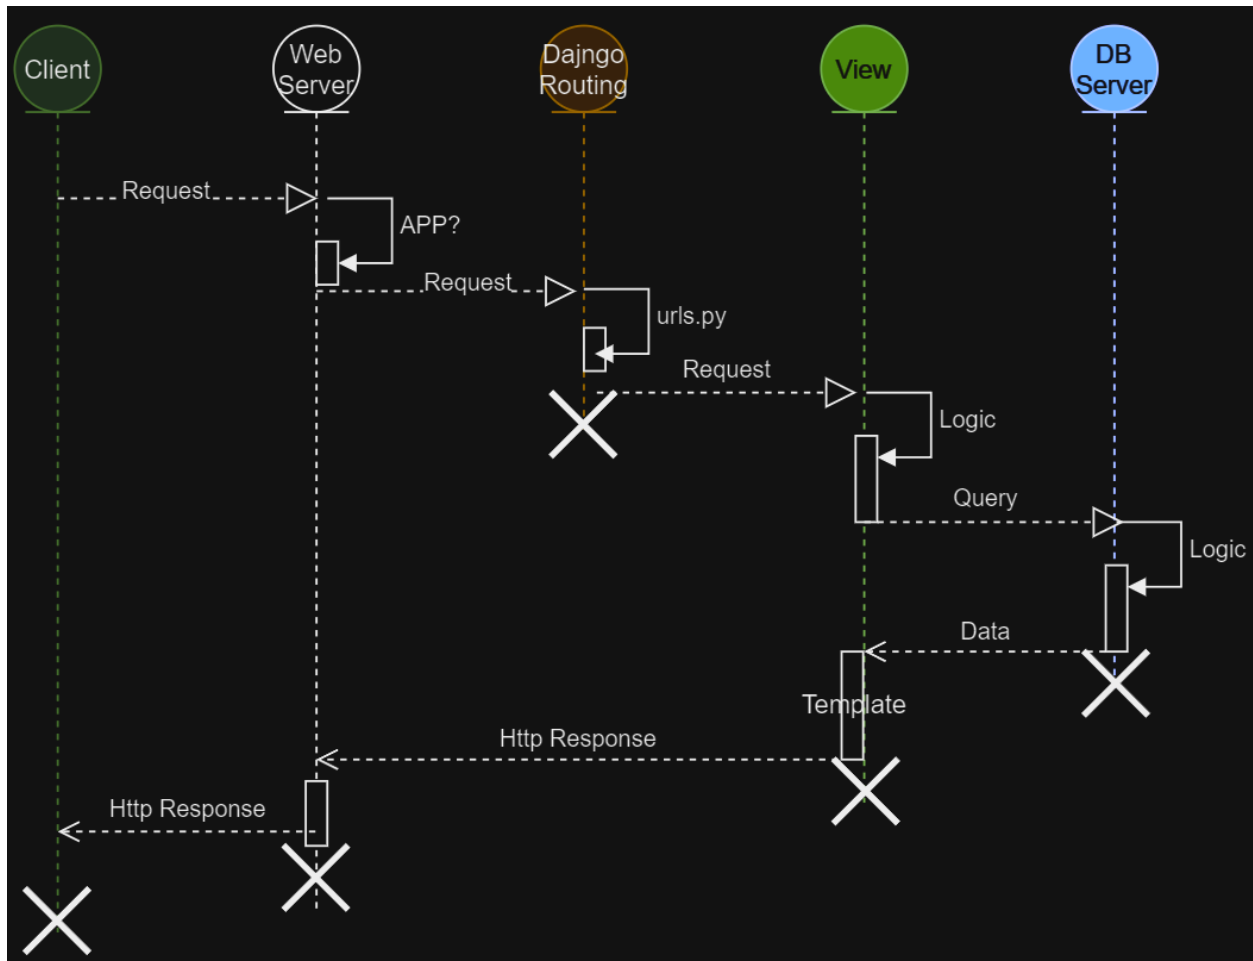 Client
Web
Server
Dajngo
Routing
View
DB
Server
Request
APP?
Request
urls.py
Request
Logic
Query
Logic
Data
Template
Http Response
Http Response